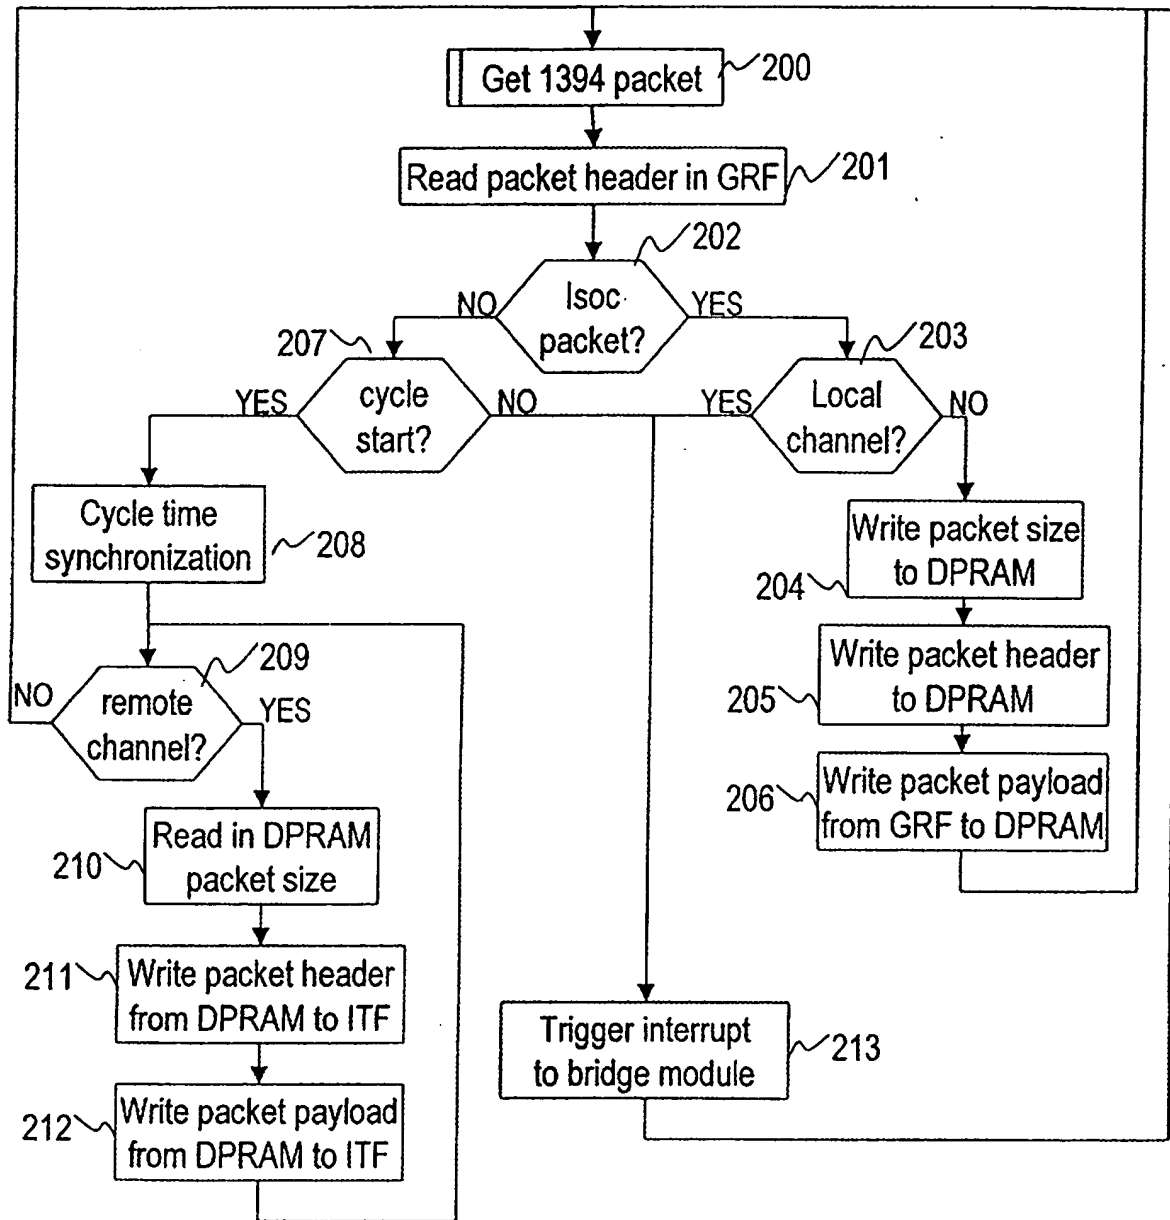 Get 1394 packet
200
Read packet header in GRF
201
202
Isoc
packet?
NO
YES
207
203
cycle
start?
YES
NO
Local
channel?
YES
NO
Cycle time
synchronization
208
Write packet size
to DPRAM
204
Write packet header
to DPRAM
205
209
remote
channel?
NO
YES
Write packet payload
from GRF to DPRAM
206
Read in DPRAM
packet size
210
Write packet header
from DPRAM to ITF
211
Trigger interrupt
to bridge module
213
Write packet payload
from DPRAM to ITF
212